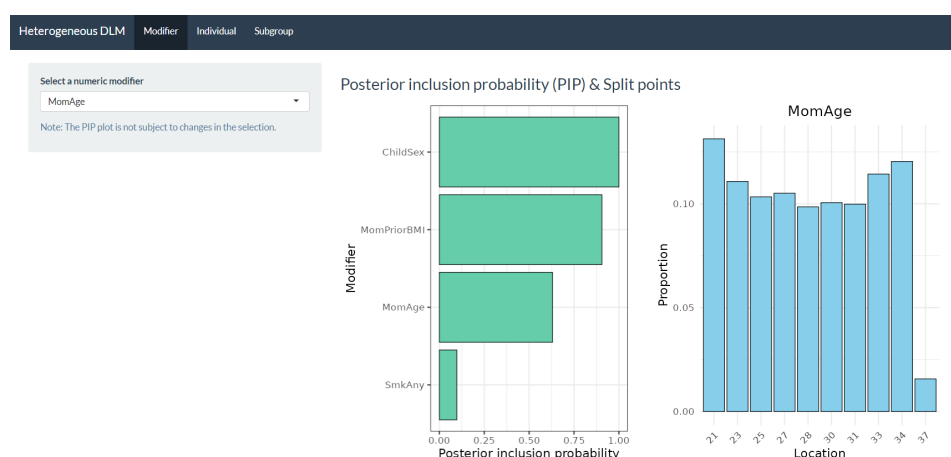 Heterogeneous DLM Modifier Individual Subgroup
Select a numeric modifier
MomAge
Note: The PIP plot is not subject to changes in the selection.
Posterior inclusion probability (PIP) & Split points
Modifier
ChildSex
MomPriorBMI
MomAge
SmkAny
0.00 0.25 0.50 0.75 1.00
Posterior inclusion probability
MomAge
Proportion
0.10
0.05
0.00
21 23 25 27 28 30 31 33 34 37
Location